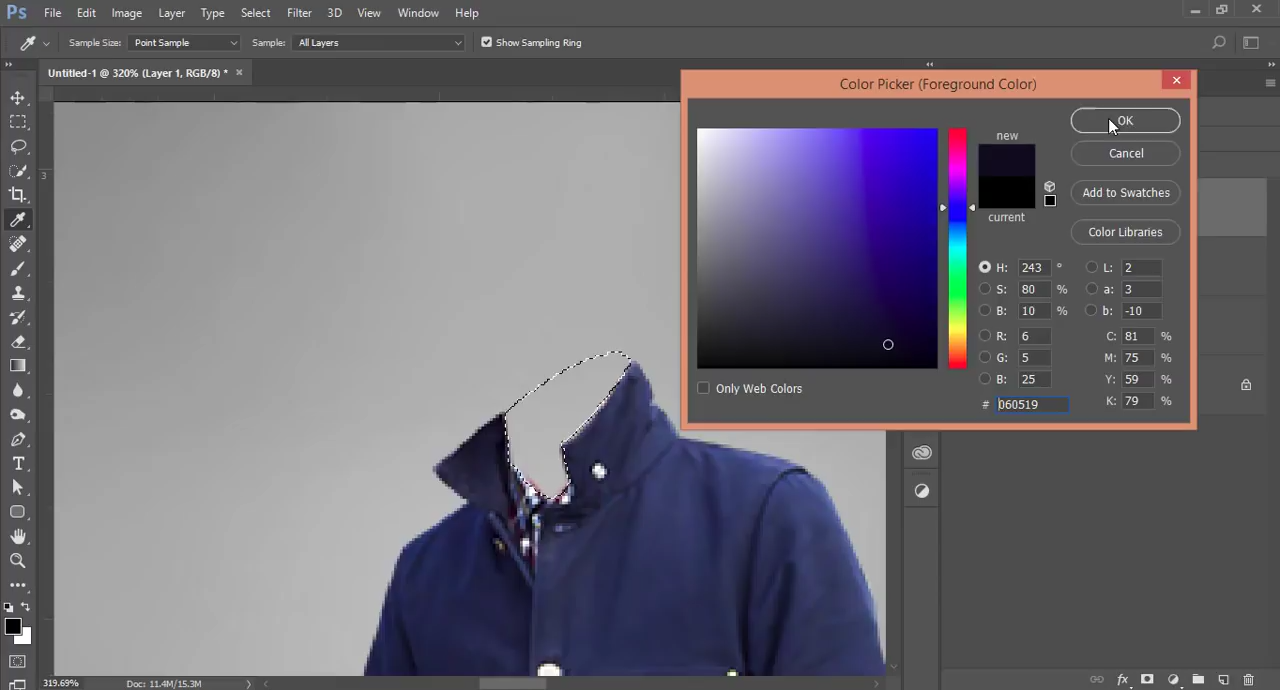 Ps File Edit Image Layer Type Select Filter 3D View Window Help
Sample Size: Point Sample Sample: All Layers Show Sampling Ring
Untitled-1 @ 320% (Layer 1, RGB/8) * ×
Color Picker (Foreground Color)
OK
new
Cancel
Add to Swatches
current
Color Libraries
H: 243 ° L: 2
S: 80 % a: 3
B: 10 % b: -10
R: 6 C: 81 %
G: 5 M: 75 %
B: 25 Y: 59 %
Only Web Colors
# 060519 K: 79 %
3
T
fx
319.69% Doc: 11.4M/15.3M